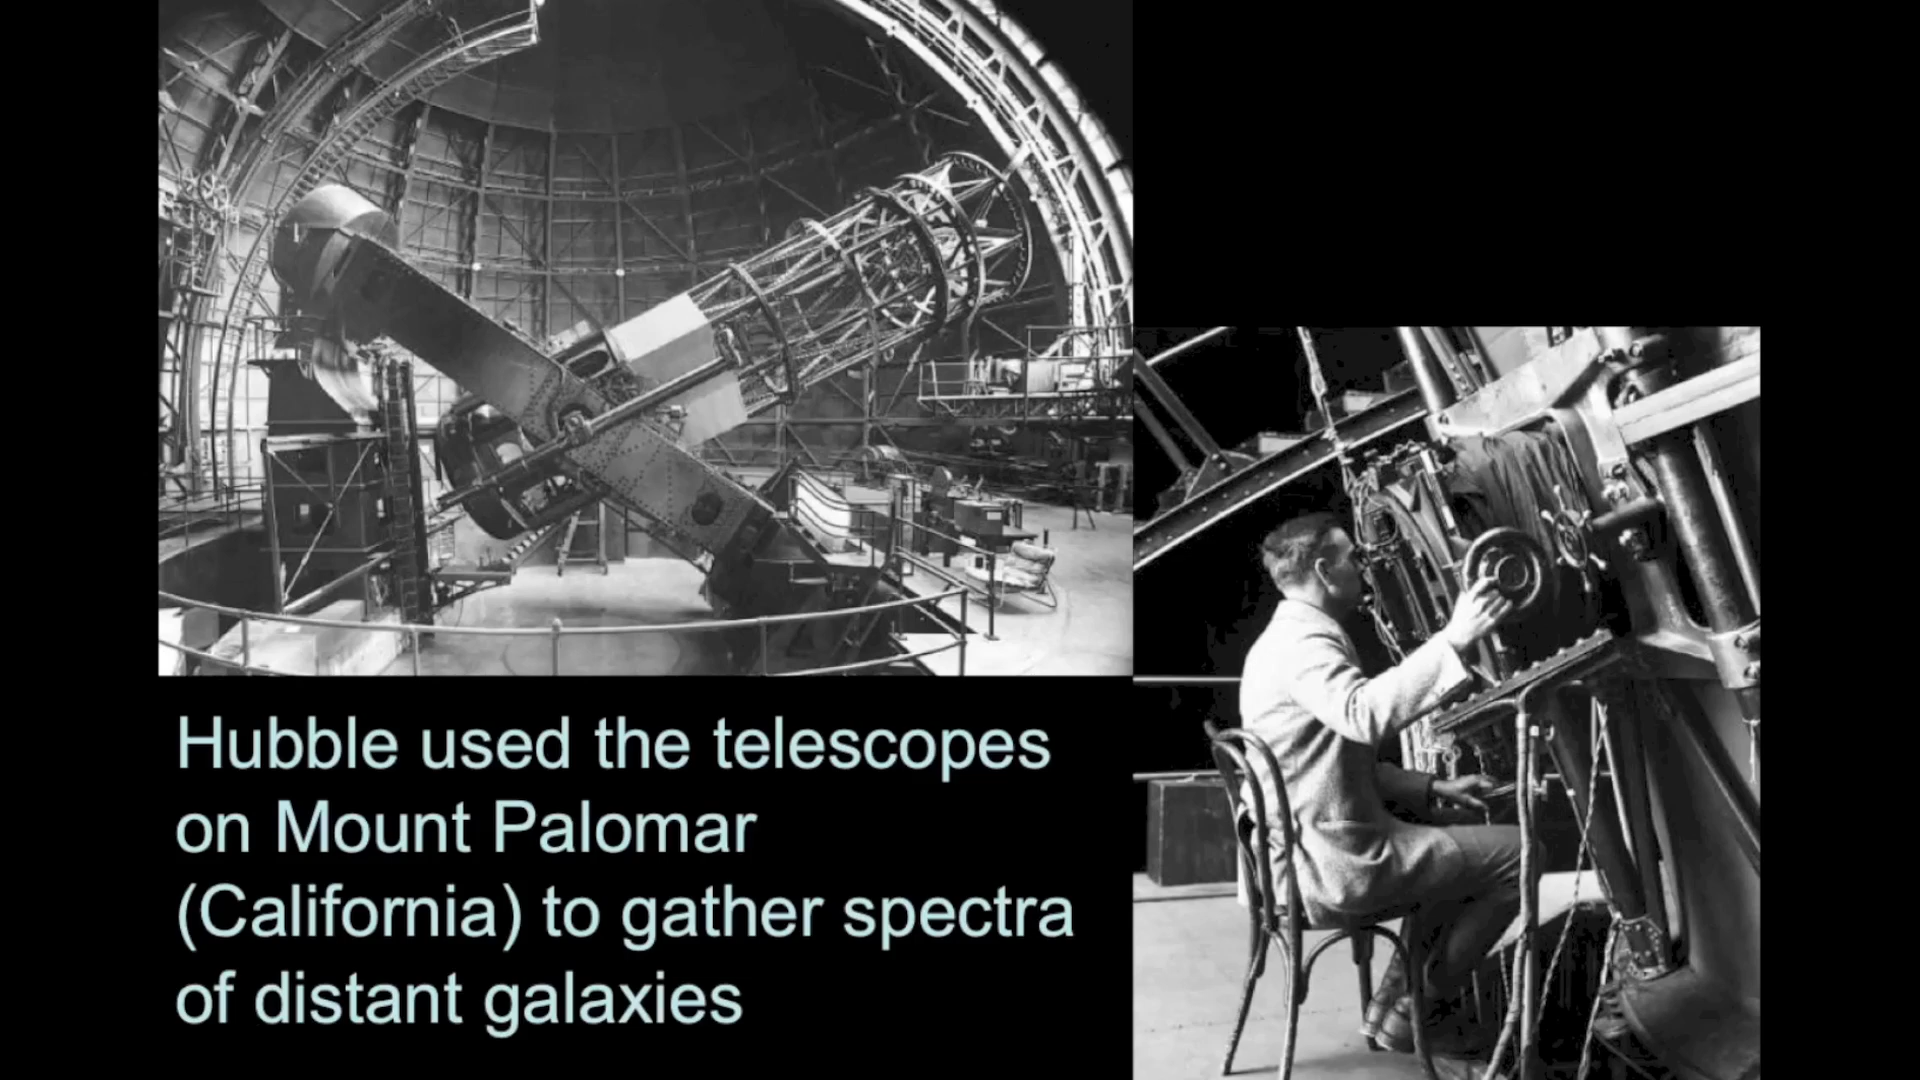 Hubble used the telescopes
on Mount Palomar
(California) to gather spectra
of distant galaxies